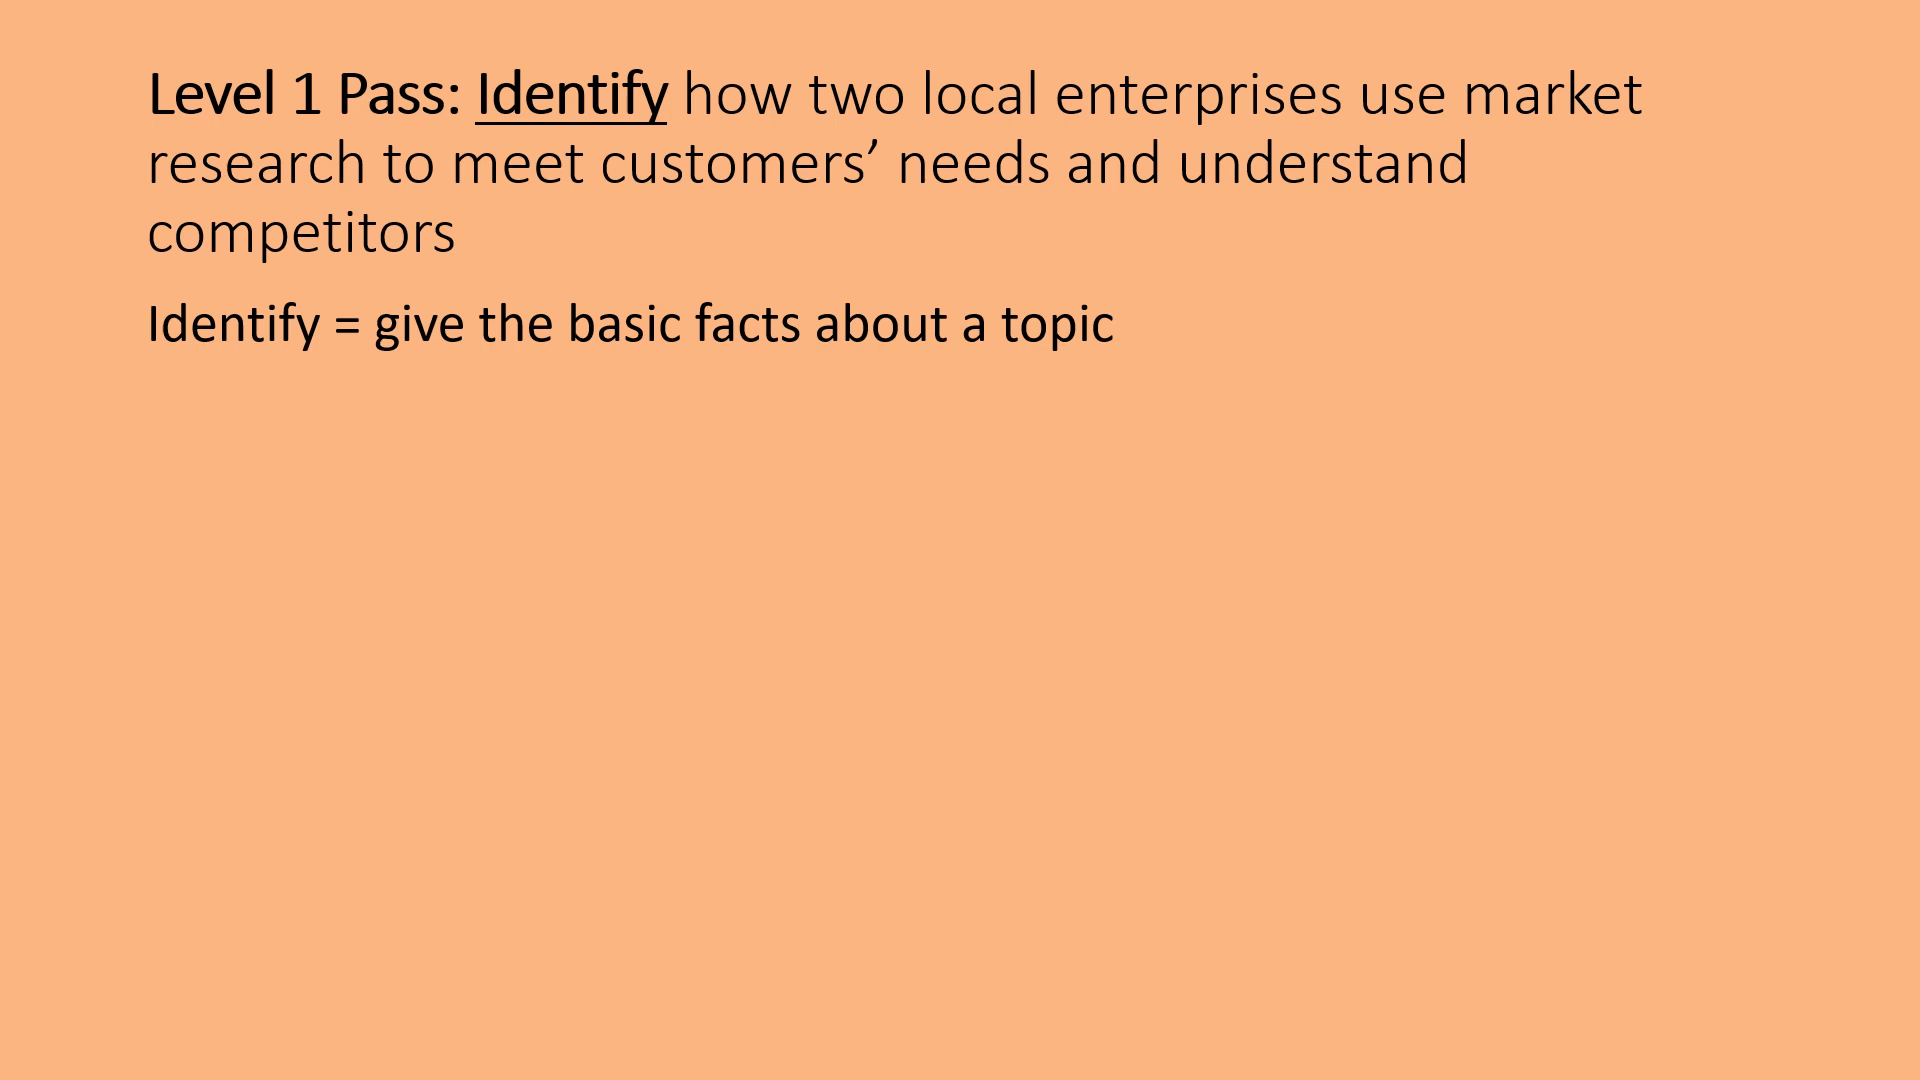 Level 1 Pass: Identify how two local enterprises use market
research to meet customers’ needs and understand
competitors
Identify = give the basic facts about a topic